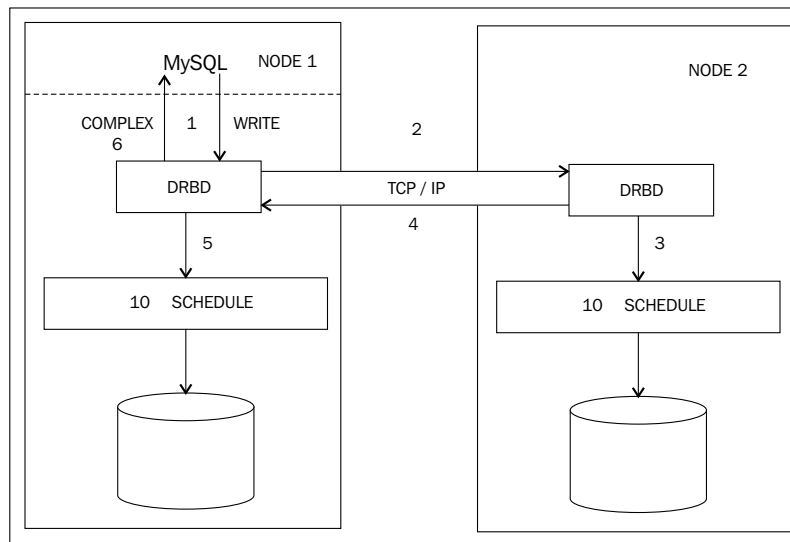 MySQL NODE 1
NODE 2
COMPLEX 1 WRITE
6
2
DRBD
TCP / IP
DRBD
4
5
3
10 SCHEDULE
10 SCHEDULE